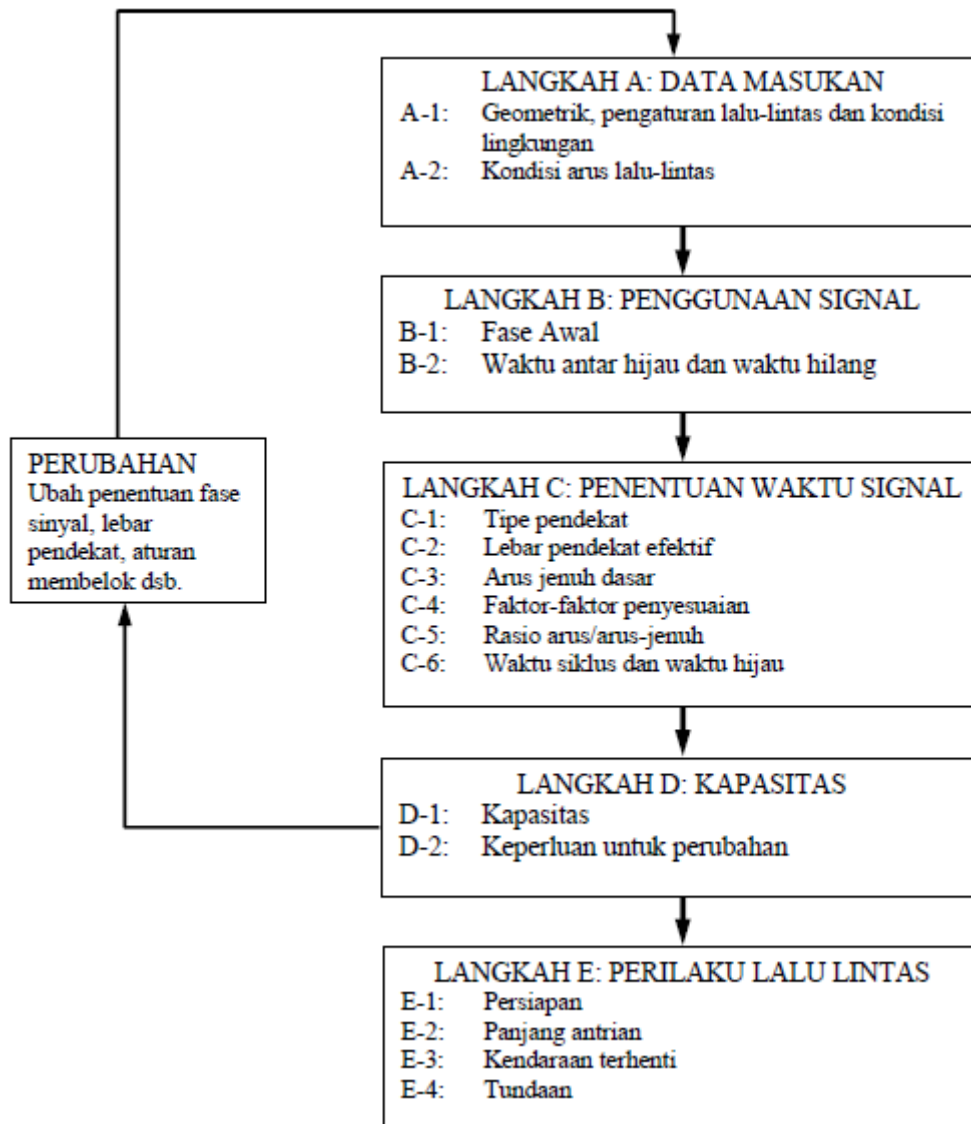 LANGKAH A: DATA MASUKAN
A-1: Geometrik, pengaturan lalu-lintas dan kondisi
lingkungan
A-2: Kondisi arus lalu-lintas
LANGKAH B: PENGGUNAAN SIGNAL
B-1: Fase Awal
B-2: Waktu antar hijau dan waktu hilang
PERUBAHAN
Ubah penentuan fase
sinyal, lebar
pendekat, aturan
membelok dsb.
LANGKAH C: PENENTUAN WAKTU SIGNAL
C-1: Tipe pendekat
C-2: Lebar pendekat efektif
C-3: Arus jenuh dasar
C-4: Faktor-faktor penyesuaian
C-5: Rasio arus/arus-jenuh
C-6: Waktu siklus dan waktu hijau
LANGKAH D: KAPASITAS
D-1: Kapasitas
D-2: Keperluan untuk perubahan
LANGKAH E: PERILAKU LALU LINTAS
E-1: Persiapan
E-2: Panjang antrian
E-3: Kendaraan terhenti
E-4: Tundaan